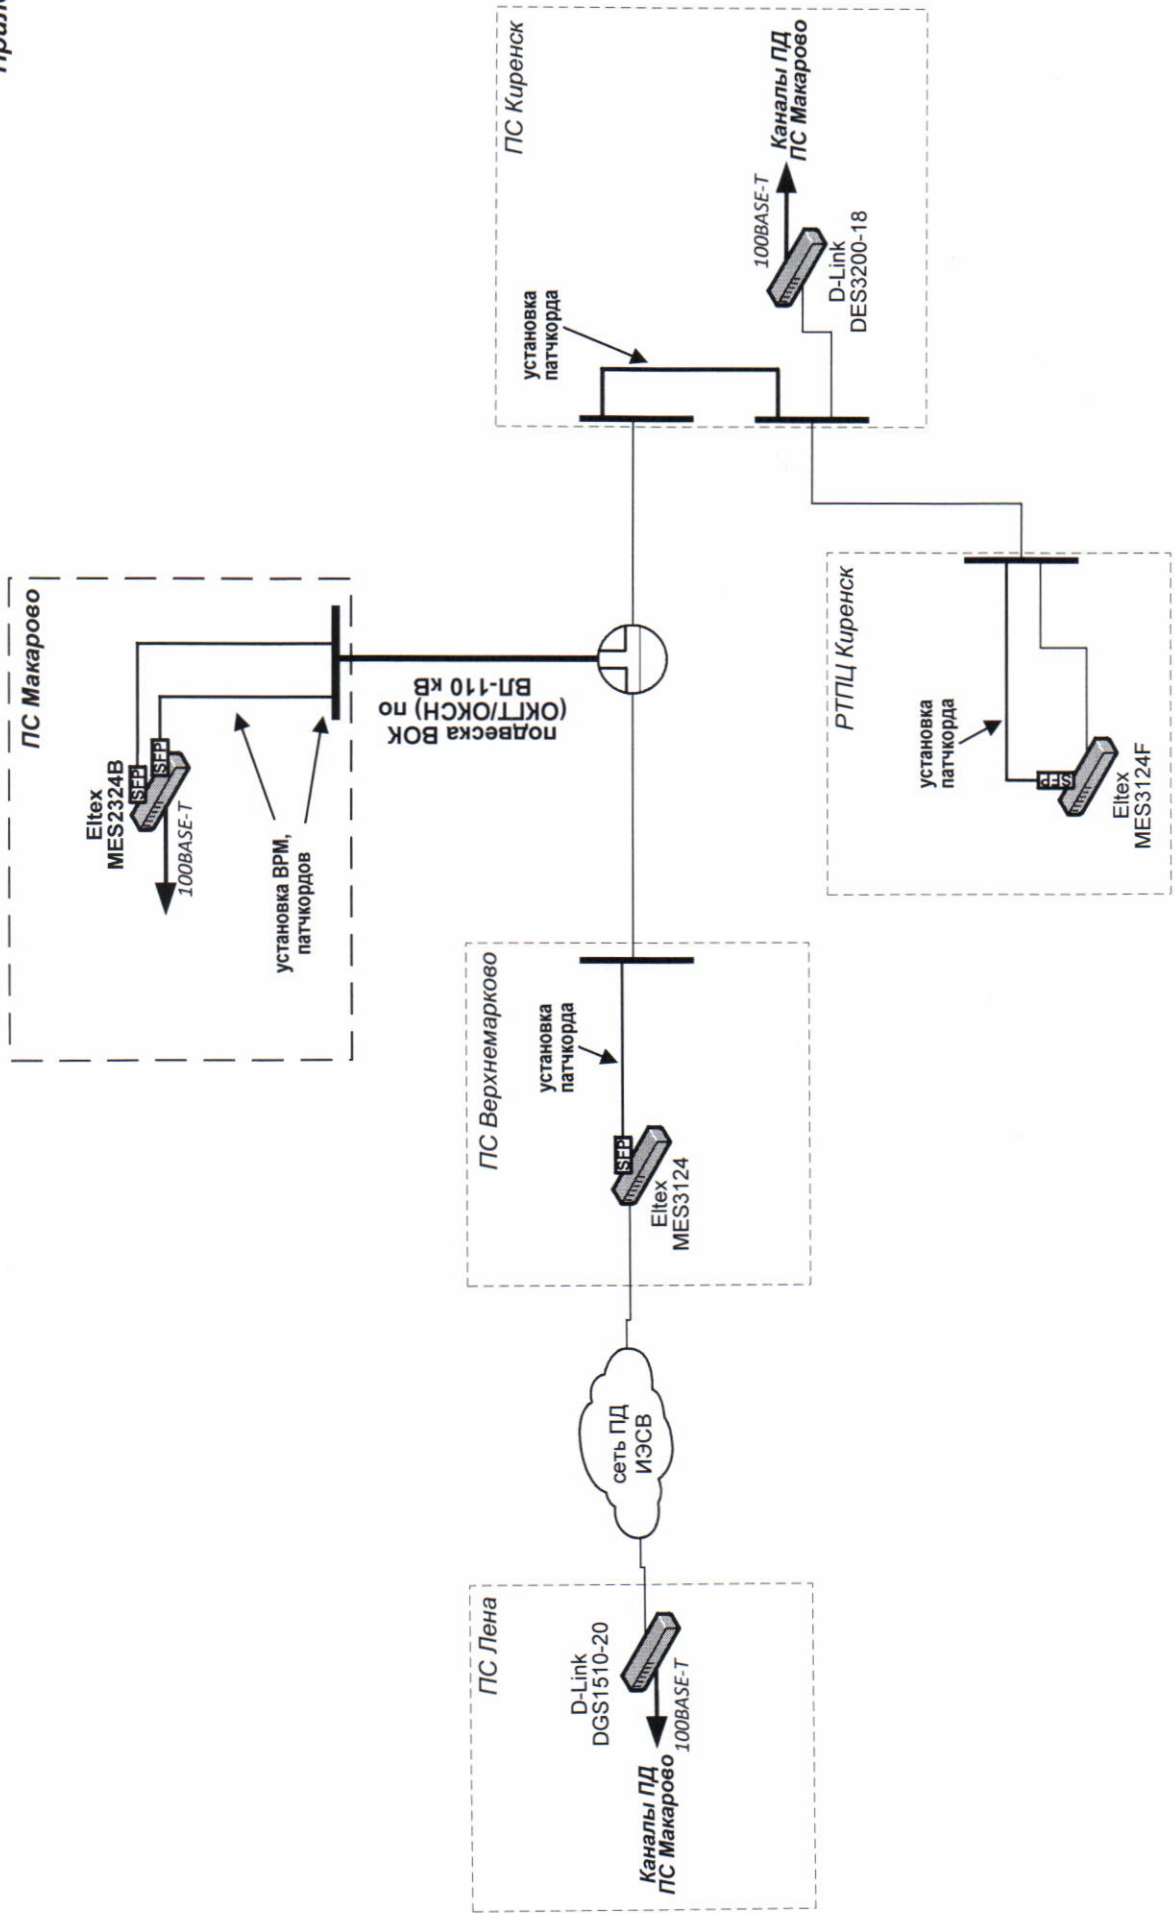 ПС Макарово
Eltex
MES2324B
SFP
SFP
100BASE-T
установка ВРМ,
патчкордов
подвеска ВОК
(ОКГТ/ОКСН) по
ВЛ-110 кВ
ПС Лена
D-Link
DGS1510-20
100BASE-T
Каналы ПД
ПС Макарово
сеть ПД
ИЭСВ
ПС Верхнемарково
установка
патчкорда
SFP
Eltex
MES3124
ПС Киренск
установка
патчкорда
100BASE-T
Каналы ПД
ПС Макарово
D-Link
DES3200-18
РТПЦ Киренск
установка
патчкорда
Eltex
MES3124F